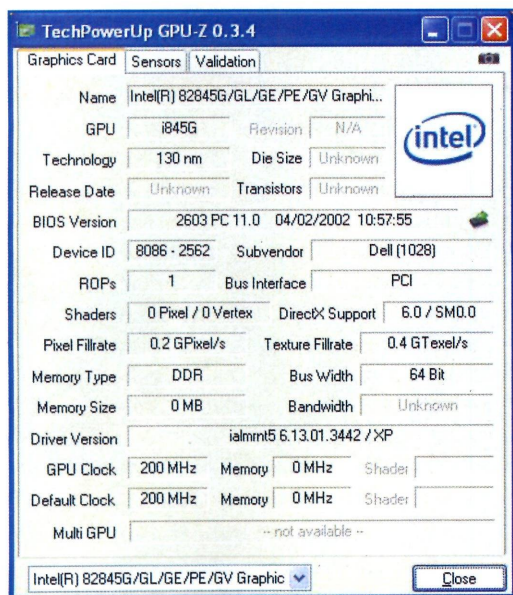 TechPowerUp GPU-Z 0.3.4
Graphics Card Sensors Validation
Name Intel(R) 82845G/GL/GE/PE/GV Graphi...
intel
GPU i845G Revision N/A
Technology 130 nm Die Size Unknown
Release Date Unknown Transistors Unknown
BIOS Version 2603 PC 11.0 04/02/2002 10:57:55
Device ID 8086 - 2562 Subvendor Dell (1028)
ROPs 1 Bus Interface PCI
Shaders 0 Pixel / 0 Vertex DirectX Support 6.0 / SM0.0
Pixel Fillrate 0.2 GPixel/s Texture Fillrate 0.4 GTexel/s
Memory Type DDR Bus Width 64 Bit
Memory Size 0 MB Bandwidth Unknown
Driver Version ialmrnt5 6.13.01.3442 / XP
GPU Clock 200 MHz Memory 0 MHz Shader
Default Clock 200 MHz Memory 0 MHz Shader
Multi GPU -- not available --
Intel(R) 82845G/GL/GE/PE/GV Graphic Close